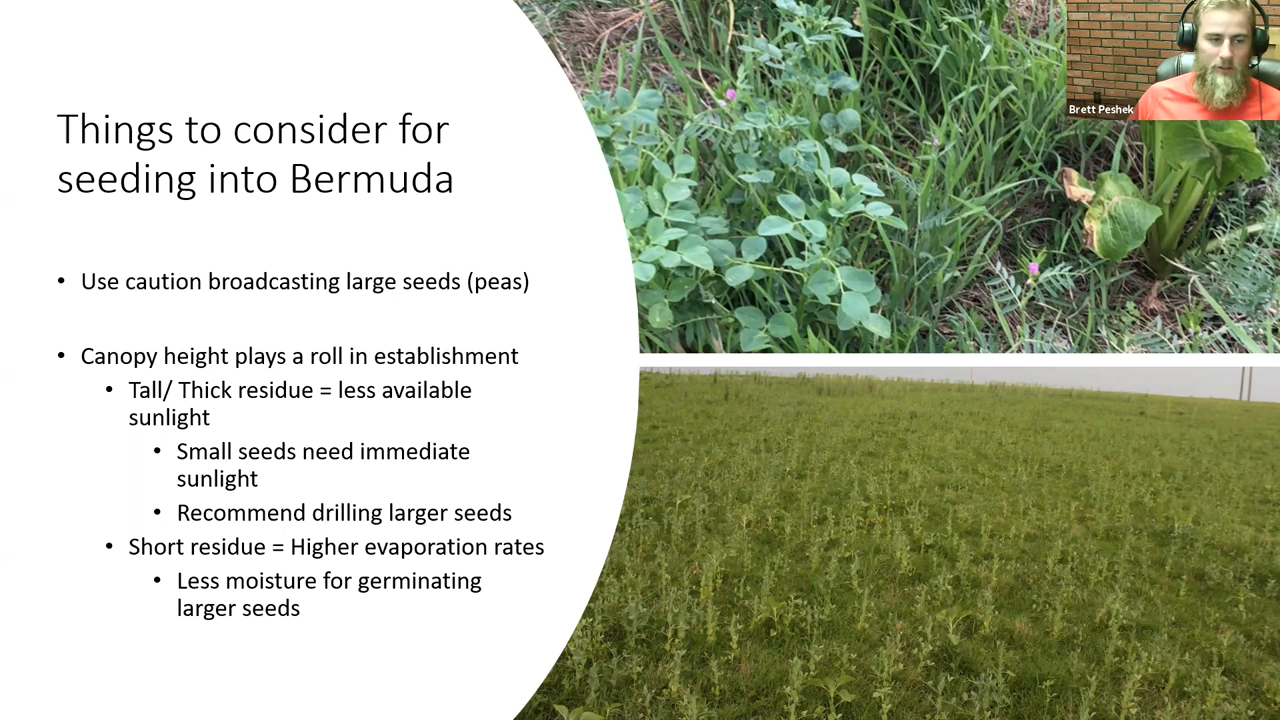 Things to consider for
seeding into Bermuda
• Use caution broadcasting large seeds (peas)
• Canopy height plays a roll in establishment
• Tall/ Thick residue = less available
sunlight
• Small seeds need immediate
sunlight
• Recommend drilling larger seeds
• Short residue = Higher evaporation rates
• Less moisture for germinating
larger seeds
Brett Peshek